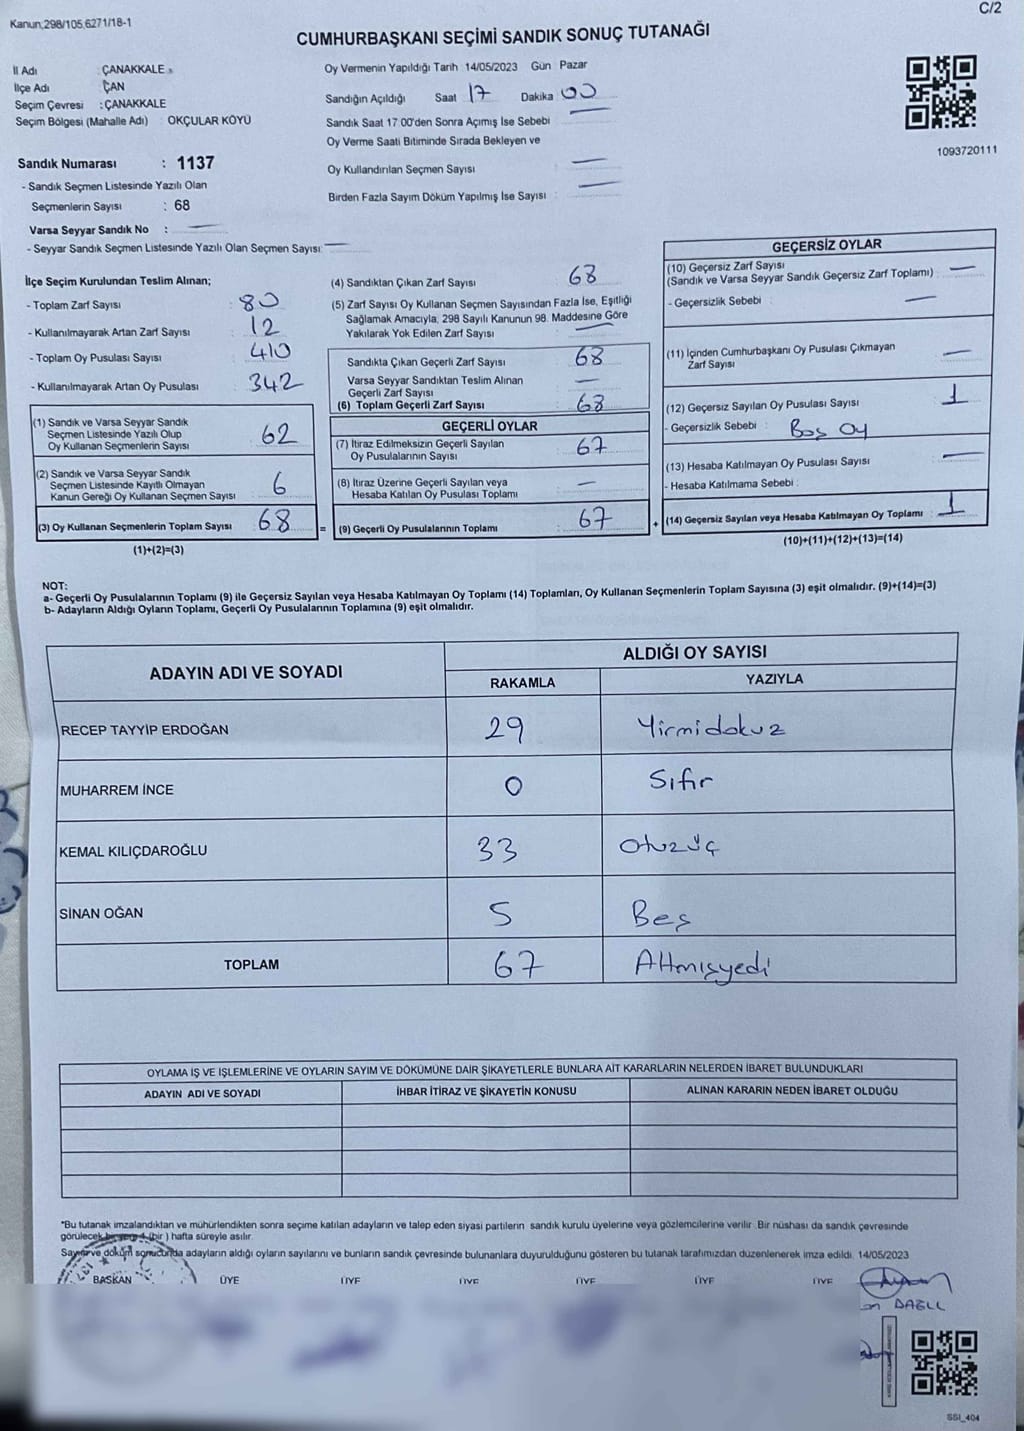 C/2
Kanun;298/105,6271/18-1
CUMHURBAŞKANI SEÇİMİ SANDIK SONUÇ TUTANAĞI
İl Adı : ÇANAKKALE
İlçe Adı : ÇAN
Seçim Çevresi : ÇANAKKALE
Seçim Bölgesi (Mahalle Adı) : OKÇULAR KÖYÜ
Sandık Numarası : 1137
- Sandık Seçmen Listesinde Yazılı Olan
Seçmenlerin Sayısı : 68
Varsa Seyyar Sandık No : —
- Seyyar Sandık Seçmen Listesinde Yazılı Olan Seçmen Sayısı: —
Oy Vermenin Yapıldığı Tarih 14/05/2023 Gün Pazar
Sandığın Açıldığı Saat 17 Dakika 00
Sandık Saat 17:00'den Sonra Açımış İse Sebebi —
Oy Verme Saati Bitiminde Sırada Bekleyen ve
Oy Kullandırılan Seçmen Sayısı —
Birden Fazla Sayım Döküm Yapılmış İse Sayısı : —
1093720111
İlçe Seçim Kurulundan Teslim Alınan;
- Toplam Zarf Sayısı : 80
- Kullanılmayarak Artan Zarf Sayısı : 12
- Toplam Oy Pusulası Sayısı : 410
- Kullanılmayarak Artan Oy Pusulası : 342
(1) Sandık ve Varsa Seyyar Sandık
Seçmen Listesinde Yazılı Olup
Oy Kullanan Seçmenlerin Sayısı : 62
(2) Sandık ve Varsa Seyyar Sandık
Seçmen Listesinde Kayıtlı Olmayan
Kanun Gereği Oy Kullanan Seçmen Sayısı : 6
(3) Oy Kullanan Seçmenlerin Toplam Sayısı : 68 =
(1)+(2)=(3)
(4) Sandıktan Çıkan Zarf Sayısı : 68
(5) Zarf Sayısı Oy Kullanan Seçmen Sayısından Fazla İse, Eşitliği
Sağlamak Amacıyla, 298 Sayılı Kanunun 98. Maddesine Göre
Yakılarak Yok Edilen Zarf Sayısı : —
Sandıkta Çıkan Geçerli Zarf Sayısı : 68
Varsa Seyyar Sandıktan Teslim Alınan
Geçerli Zarf Sayısı : —
(6) Toplam Geçerli Zarf Sayısı : 68
GEÇERLİ OYLAR
(7) İtiraz Edilmeksizin Geçerli Sayılan
Oy Pusulalarının Sayısı : 67
(8) İtiraz Üzerine Geçerli Sayılan veya
Hesaba Katılan Oy Pusulası Toplamı : —
(9) Geçerli Oy Pusulalarının Toplamı : 67 +
GEÇERSİZ OYLAR
(10) Geçersiz Zarf Sayısı
(Sandık ve Varsa Seyyar Sandık Geçersiz Zarf Toplamı) : —
- Geçersizlik Sebebi : —
(11) İçinden Cumhurbaşkanı Oy Pusulası Çıkmayan
Zarf Sayısı : —
(12) Geçersiz Sayılan Oy Pusulası Sayısı : 1
- Geçersizlik Sebebi : Boş Oy
(13) Hesaba Katılmayan Oy Pusulası Sayısı : —
- Hesaba Katılmama Sebebi :
(14) Geçersiz Sayılan veya Hesaba Katılmayan Oy Toplamı : 1
(10)+(11)+(12)+(13)=(14)
NOT:
a- Geçerli Oy Pusulalarının Toplamı (9) ile Geçersiz Sayılan veya Hesaba Katılmayan Oy Toplamı (14) Toplamları, Oy Kullanan Seçmenlerin Toplam Sayısına (3) eşit olmalıdır. (9)+(14)=(3)
b- Adayların Aldığı Oyların Toplamı, Geçerli Oy Pusulalarının Toplamına (9) eşit olmalıdır.
ADAYIN ADI VE SOYADI ALDIĞI OY SAYISI
RAKAMLA YAZIYLA
RECEP TAYYİP ERDOĞAN 29 Yirmidokuz
MUHARREM İNCE 0 Sıfır
KEMAL KILIÇDAROĞLU 33 Otuzüç
SİNAN OĞAN 5 Beş
TOPLAM 67 Altmışyedi
OYLAMA İŞ VE İŞLEMLERİNE VE OYLARIN SAYIM VE DÖKÜMÜNE DAİR ŞİKAYETLERLE BUNLARA AİT KARARLARIN NELERDEN İBARET BULUNDUKLARI
ADAYIN ADI VE SOYADI İHBAR İTİRAZ VE ŞİKAYETİN KONUSU ALINAN KARARIN NEDEN İBARET OLDUĞU
*Bu tutanak imzalandıktan ve mühürlendikten sonra seçime katılan adayların ve talep eden siyasi partilerin sandık kurulu üyelerine veya gözlemcilerine verilir. Bir nüshası da sandık çevresinde
görülecek bir yere 1 (bir ) hafta süreyle asılır.
Sayım ve döküm sonucunda adayların aldığı oyların sayılarını ve bunların sandık çevresinde bulunanlara duyurulduğunu gösteren bu tutanak tarafımızdan düzenlenerek imza edildi. 14/05/2023
BAŞKAN ÜYE ÜYE ÜYE ÜYE ÜYE ÜYE
DAĞLI
SSI_404